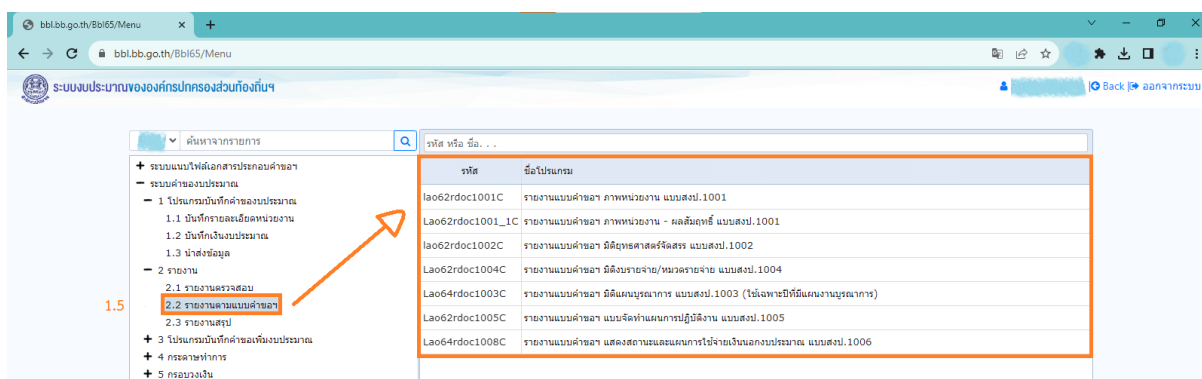 bbl.bb.go.th/Bbl65/Menu
bbl.bb.go.th/Bbl65/Menu
ระบบงบประมาณขององค์กรปกครองส่วนท้องถิ่นฯ
|Back |ออกจากระบบ
ค้นหาจากรายการ
รหัส หรือ ชื่อ. . .
ระบบแนบไฟล์เอกสารประกอบคำขอฯ
ระบบคำของบประมาณ
1 โปรแกรมบันทึกคำของบประมาณ
1.1 บันทึกรายละเอียดหน่วยงาน
1.2 บันทึกเงินงบประมาณ
1.3 นำส่งข้อมูล
2 รายงาน
2.1 รายงานตรวจสอบ
1.5
2.2 รายงานตามแบบคำขอฯ
2.3 รายงานสรุป
3 โปรแกรมบันทึกคำขอเพิ่มงบประมาณ
4 กระดาษทำการ
5 กรอบวงเงิน
รหัส ชื่อโปรแกรม
lao62rdoc1001C รายงานแบบคำขอฯ ภาพหน่วยงาน แบบสงป.1001
Lao62rdoc1001_1C รายงานแบบคำขอฯ ภาพหน่วยงาน - ผลสัมฤทธิ์ แบบสงป.1001
lao62rdoc1002C รายงานแบบคำขอฯ มิติยุทธศาสตร์จัดสรร แบบสงป.1002
Lao62rdoc1004C รายงานแบบคำขอฯ มิติงบรายจ่าย/หมวดรายจ่าย แบบสงป.1004
Lao64rdoc1003C รายงานแบบคำขอฯ มิติแผนบูรณาการ แบบสงป.1003 (ใช้เฉพาะปีที่มีแผนงานบูรณาการ)
Lao62rdoc1005C รายงานแบบคำขอฯ แบบจัดทำแผนการปฏิบัติงาน แบบสงป.1005
Lao64rdoc1008C รายงานแบบคำขอฯ แสดงสถานะและแผนการใช้จ่ายเงินนอกงบประมาณ แบบสงป.1006